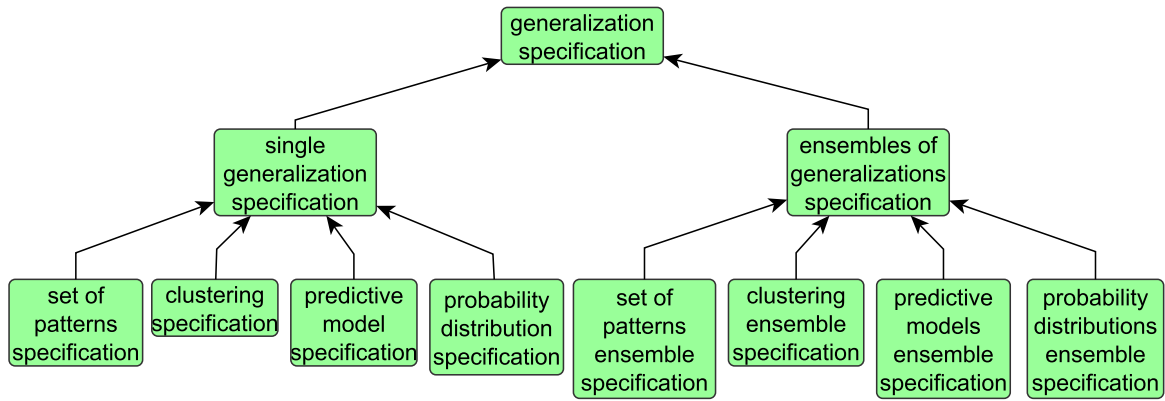 generalization
specification
single
generalization
specification
ensembles of
generalizations
specification
set of
patterns
specification
clustering
specification
predictive
model
specification
probability
distribution
specification
set of
patterns
ensemble
specification
clustering
ensemble
specification
predictive
models
ensemble
specification
probability
distributions
ensemble
specification